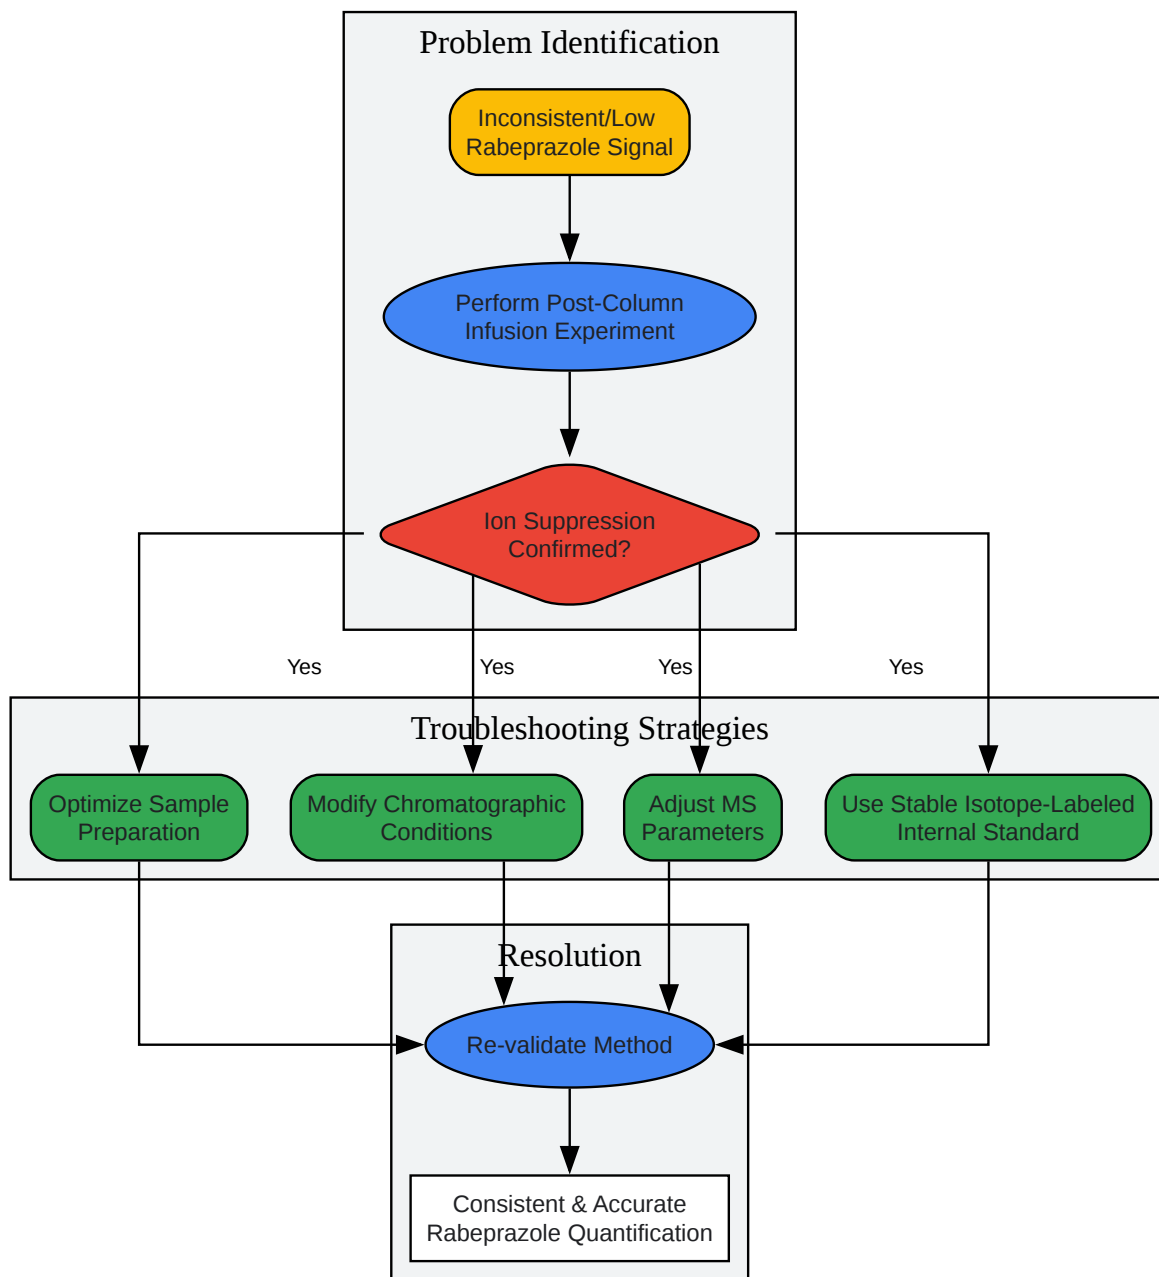 Problem Identification
Inconsistent/Low
Rabeprazole Signal
Perform Post-Column
Infusion Experiment
Ion Suppression
Confirmed?
Yes
Yes
Yes
Yes
Troubleshooting Strategies
Optimize Sample
Preparation
Modify Chromatographic
Conditions
Adjust MS
Parameters
Use Stable Isotope-Labeled
Internal Standard
Resolution
Re-validate Method
Consistent & Accurate
Rabeprazole Quantification